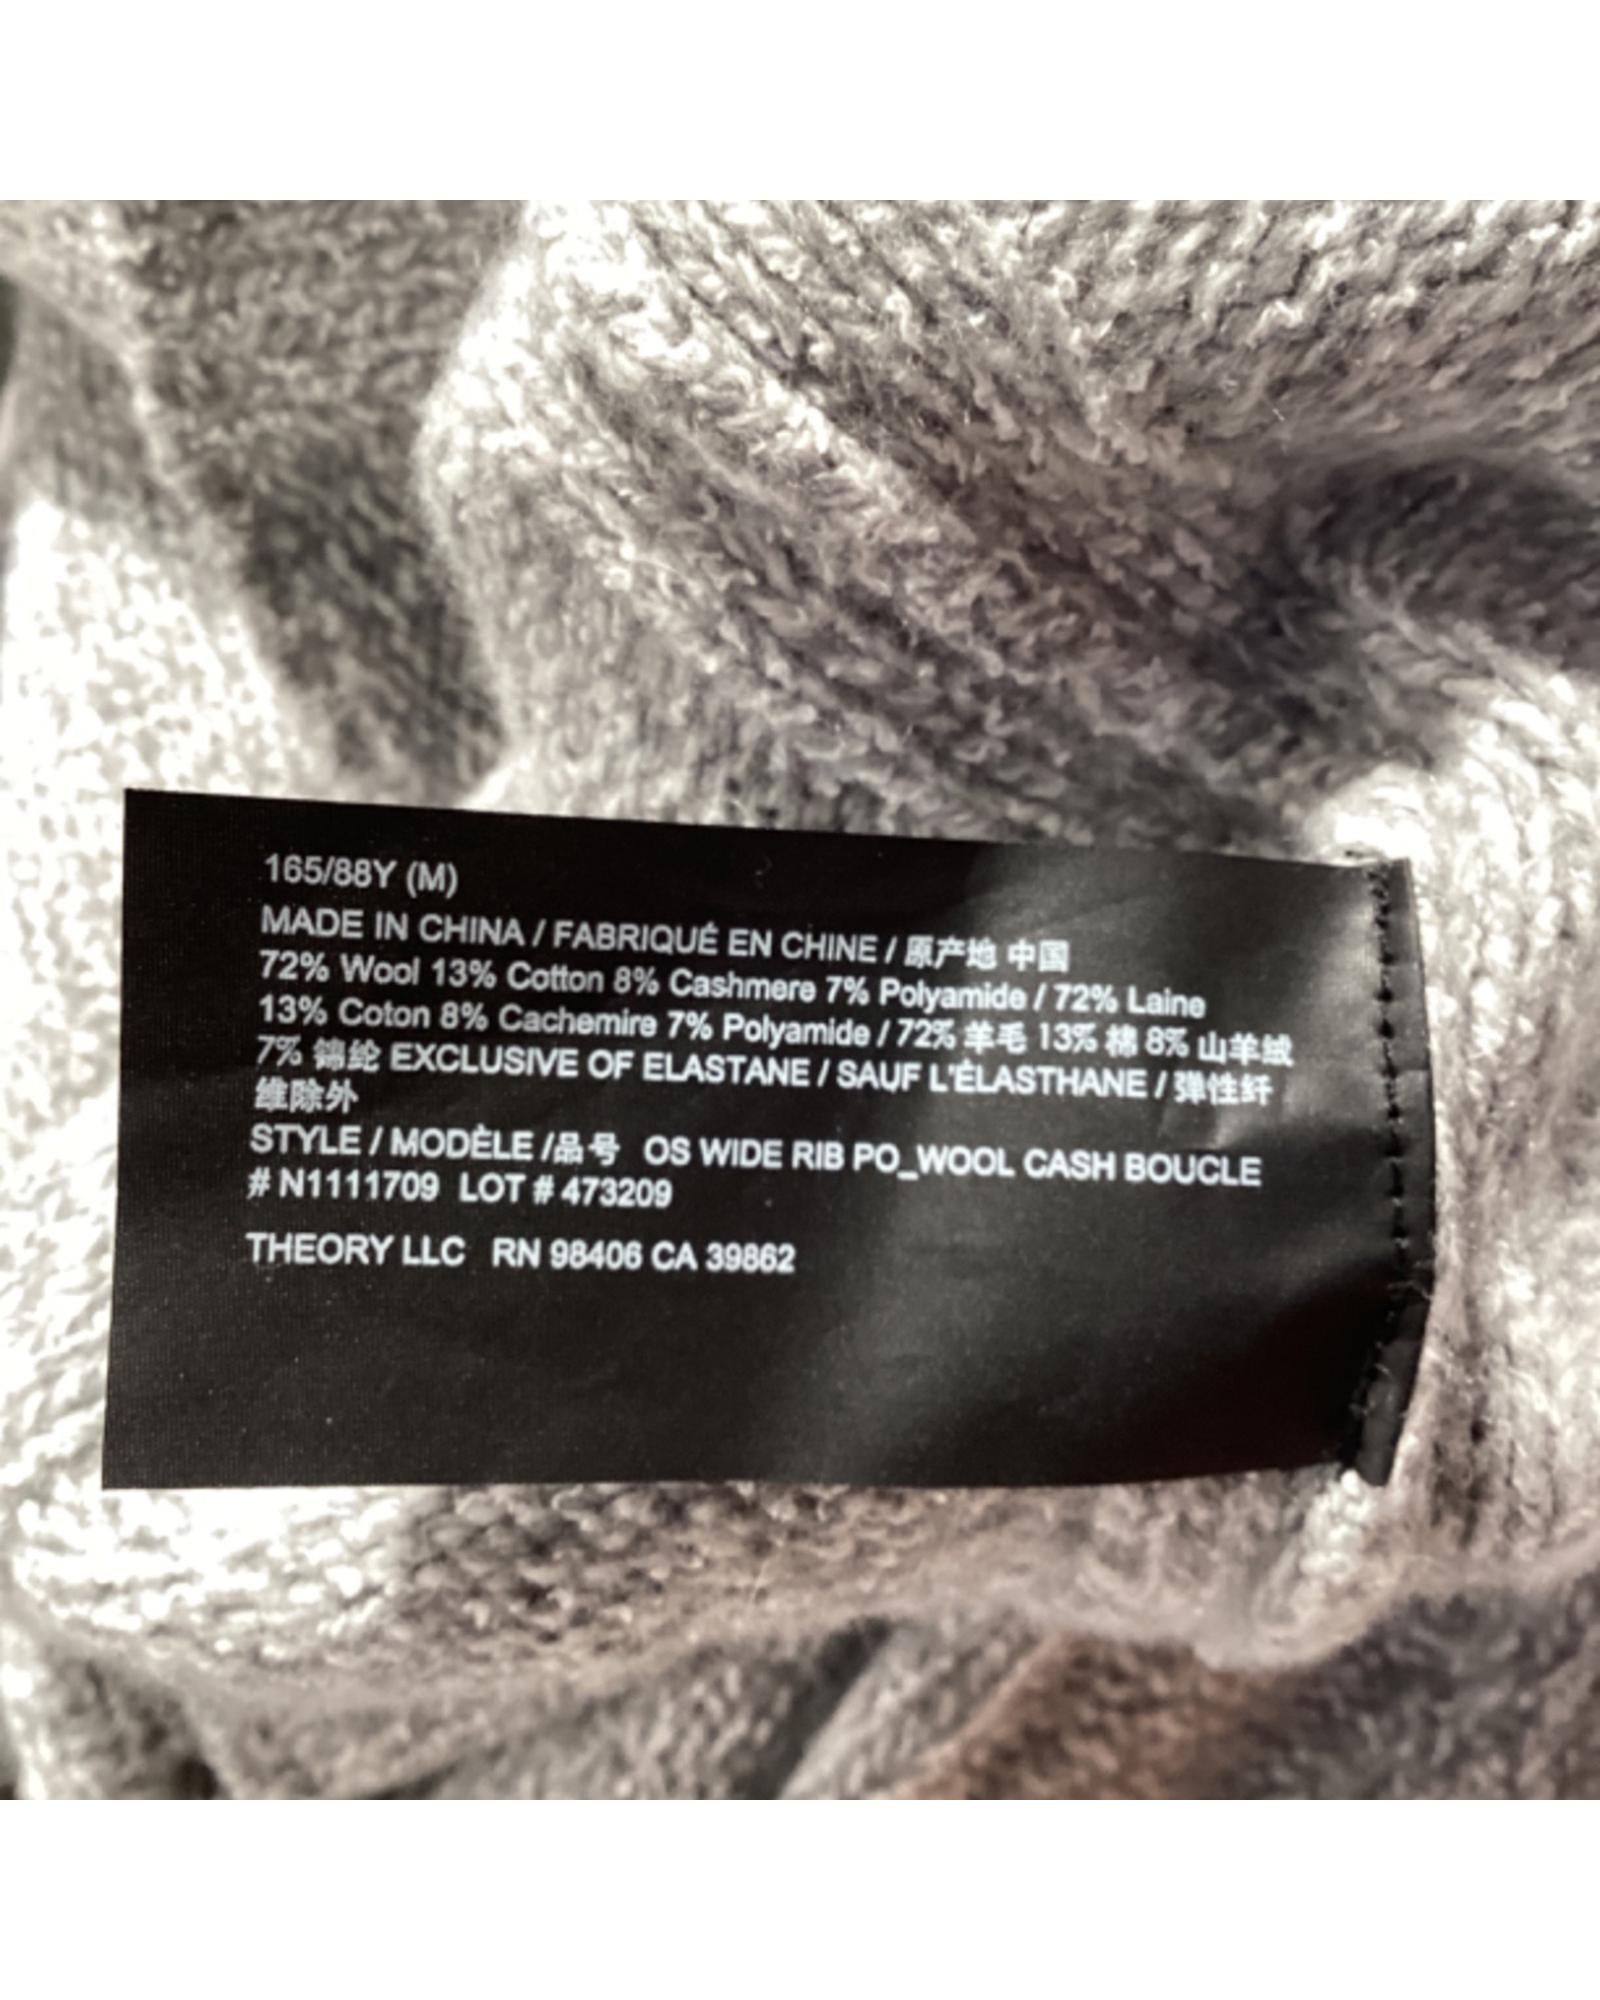 165/88Y (M)
MADE IN CHINA / FABRIQUÉ EN CHINE / 原产地 中国
72% Wool 13% Cotton 8% Cashmere 7% Polyamide / 72% Laine
13% Coton 8% Cachemire 7% Polyamide / 72% 羊毛 13% 棉 8% 山羊绒
7% 锦纶 EXCLUSIVE OF ELASTANE / SAUF L'ÉLASTHANE / 弹性纤
维除外
STYLE / MODÈLE /品号 OS WIDE RIB PO_WOOL CASH BOUCLE
# N1111709 LOT # 473209
THEORY LLC RN 98406 CA 39862